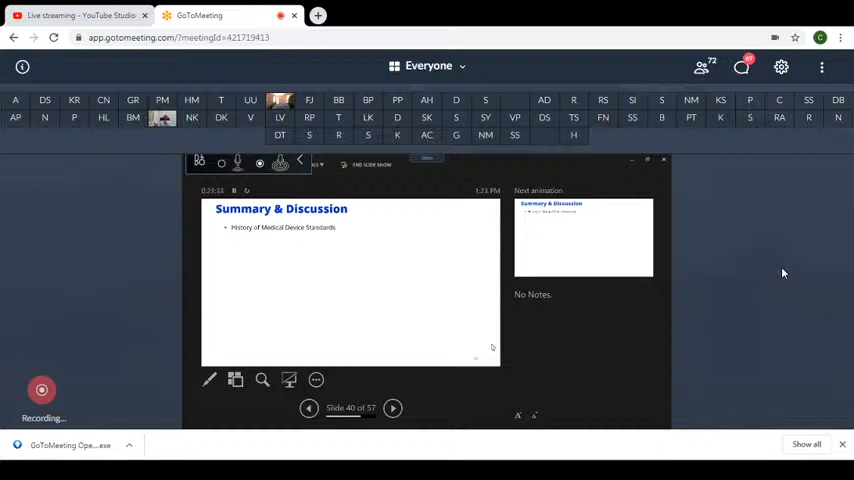 Live streaming - YouTube Studio
GoToMeeting
app.gotomeeting.com/?meetingId=421719413
Everyone
72
69
A DS KR CN GR PM HM T UU FJ BB BP PP AH D S AD R RS SI S NM KS P C SS DB
AP N P HL BM NK DK V LV RP T LK D SK S SY VP DS TS FN SS B PT K S RA R N
DT S R S K AC G NM SS H
END SLIDE SHOW
0:23:33
1:23 PM
Next animation
Summary & Discussion
• History of Medical Device Standards
Summary & Discussion
No Notes.
Slide 40 of 57
Recording...
GoToMeeting Ope....exe
Show all